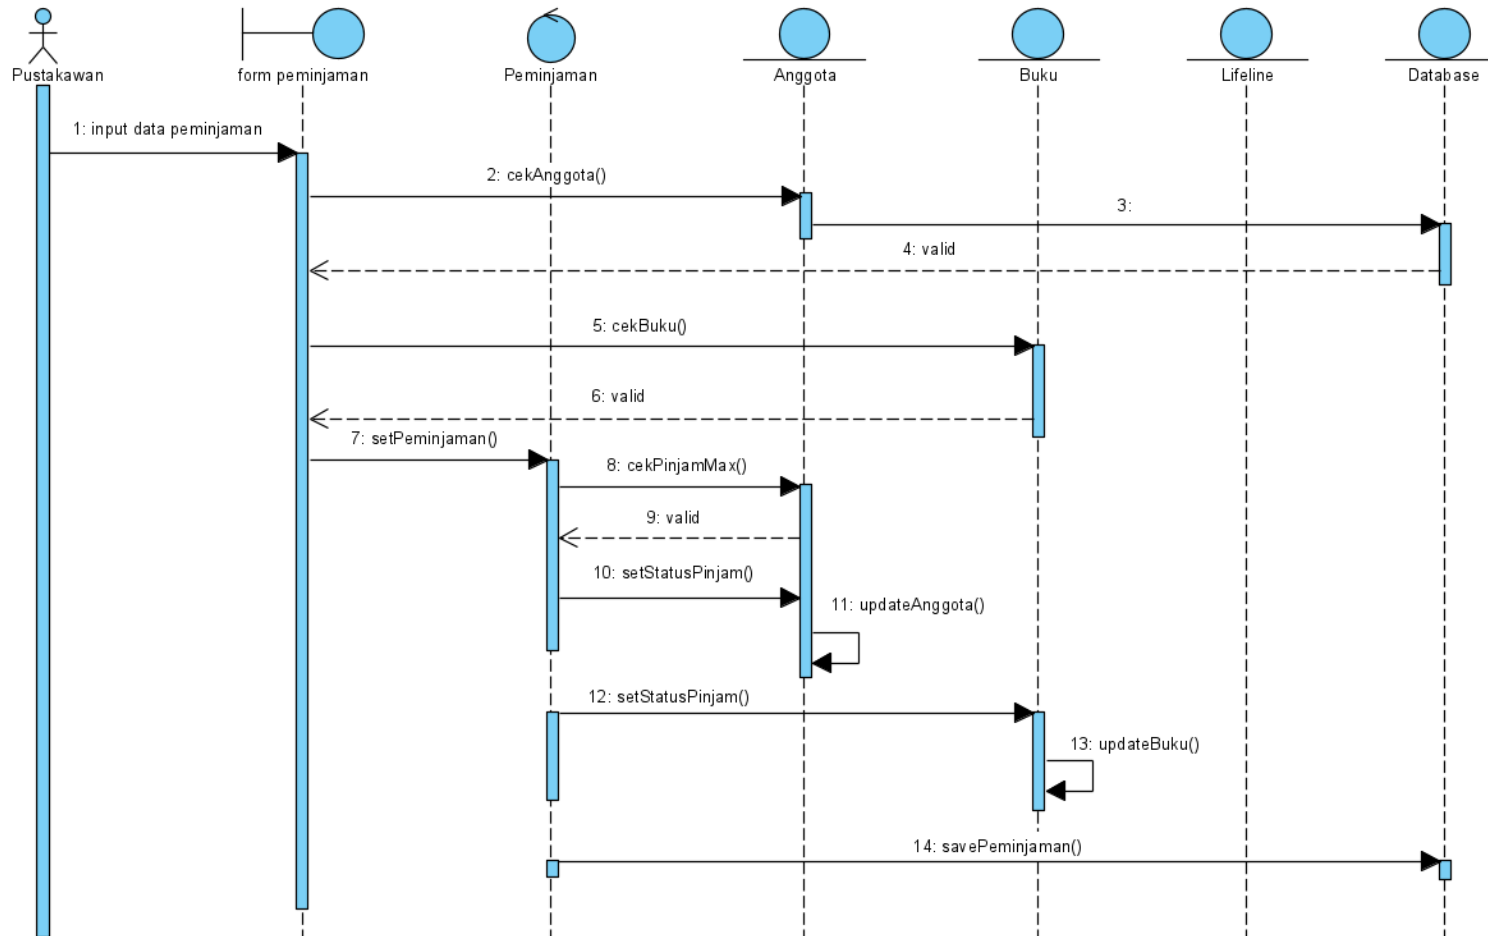 Pustakawan
form peminjaman
Peminjaman
Anggota
Buku
Lifeline
Database
1: input data peminjaman
2: cekAnggota()
3:
4: valid
5: cekBuku()
6: valid
7: setPeminjaman()
8: cekPinjamMax()
9: valid
10: setStatusPinjam()
11: updateAnggota()
12: setStatusPinjam()
13: updateBuku()
14: savePeminjaman()